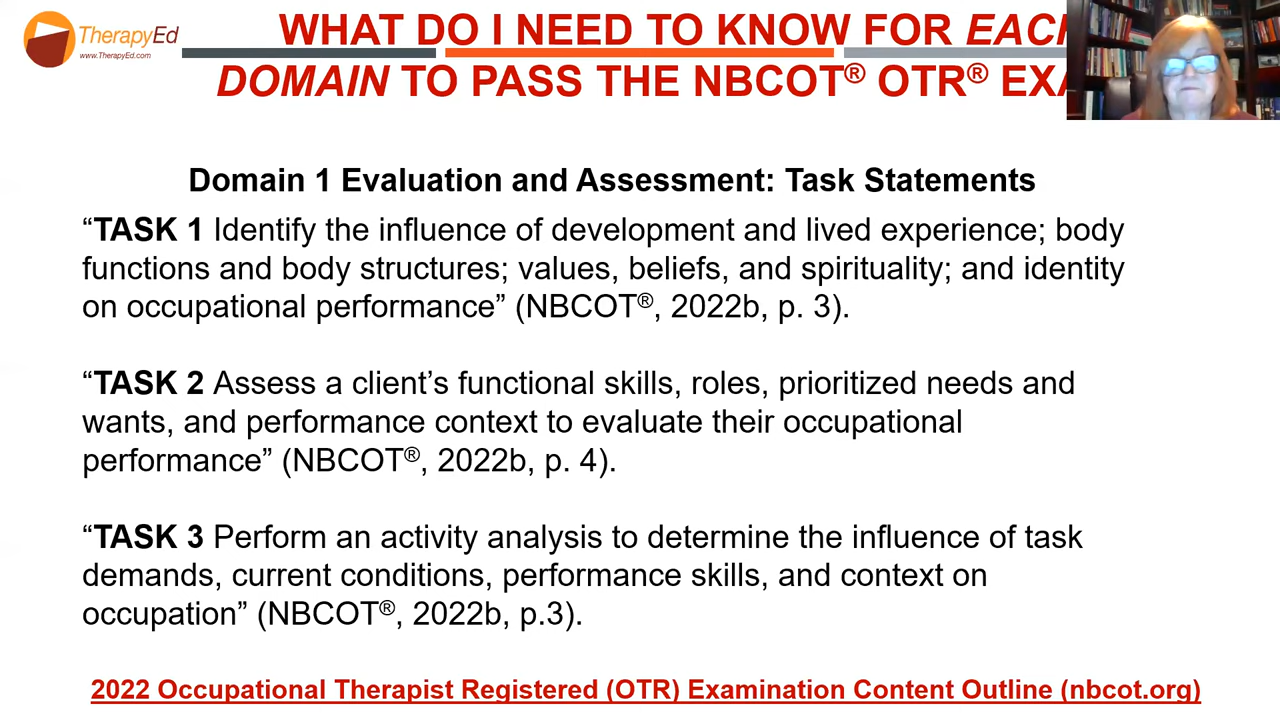 TherapyEd
www.TherapyEd.com
WHAT DO I NEED TO KNOW FOR EACH
DOMAIN TO PASS THE NBCOT® OTR® EXA
Domain 1 Evaluation and Assessment: Task Statements
“TASK 1 Identify the influence of development and lived experience; body
functions and body structures; values, beliefs, and spirituality; and identity
on occupational performance” (NBCOT®, 2022b, p. 3).
“TASK 2 Assess a client’s functional skills, roles, prioritized needs and
wants, and performance context to evaluate their occupational
performance” (NBCOT®, 2022b, p. 4).
“TASK 3 Perform an activity analysis to determine the influence of task
demands, current conditions, performance skills, and context on
occupation” (NBCOT®, 2022b, p.3).
2022 Occupational Therapist Registered (OTR) Examination Content Outline (nbcot.org)